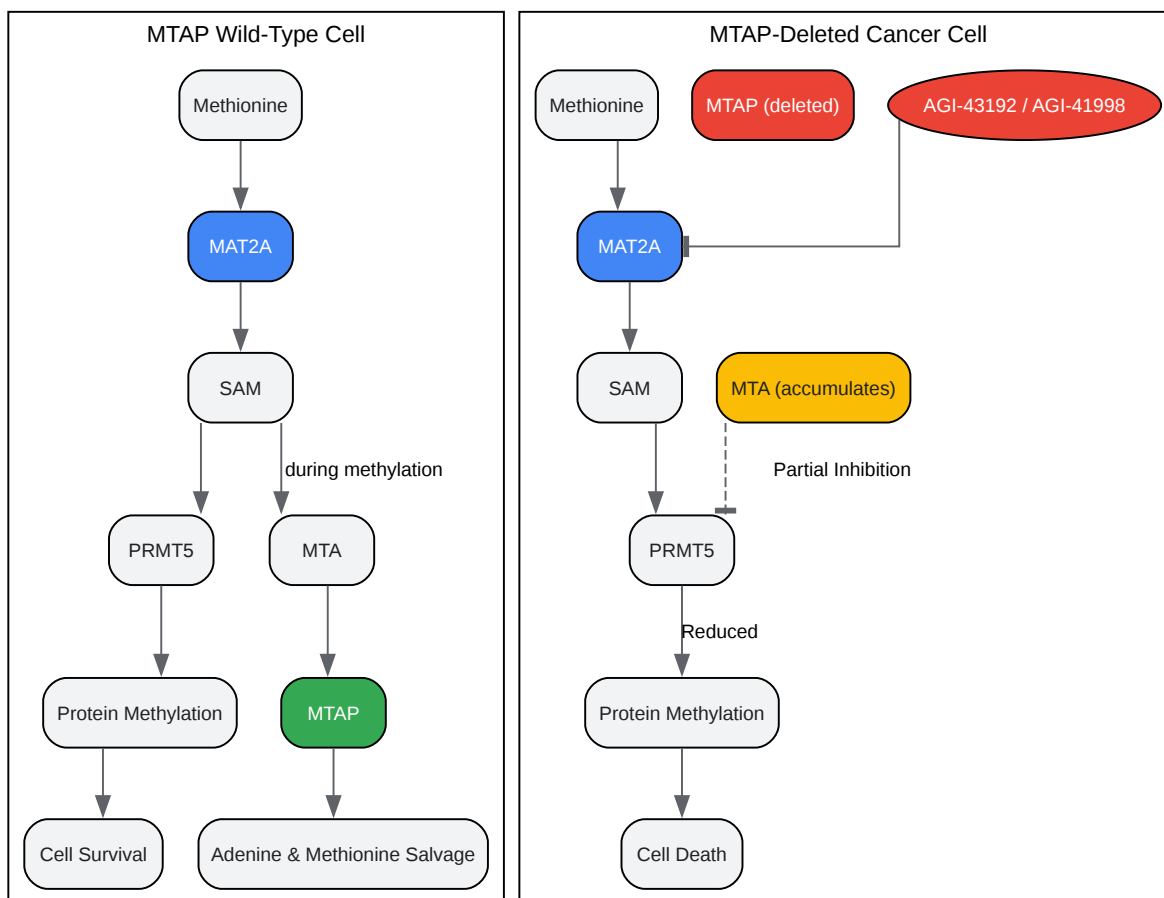 MTAP Wild-Type Cell
Methionine
MAT2A
SAM
during methylation
PRMT5
MTA
Protein Methylation
MTAP
Cell Survival
Adenine & Methionine Salvage
MTAP-Deleted Cancer Cell
Methionine
MTAP (deleted)
AGI-43192 / AGI-41998
MAT2A
SAM
MTA (accumulates)
Partial Inhibition
PRMT5
Reduced
Protein Methylation
Cell Death